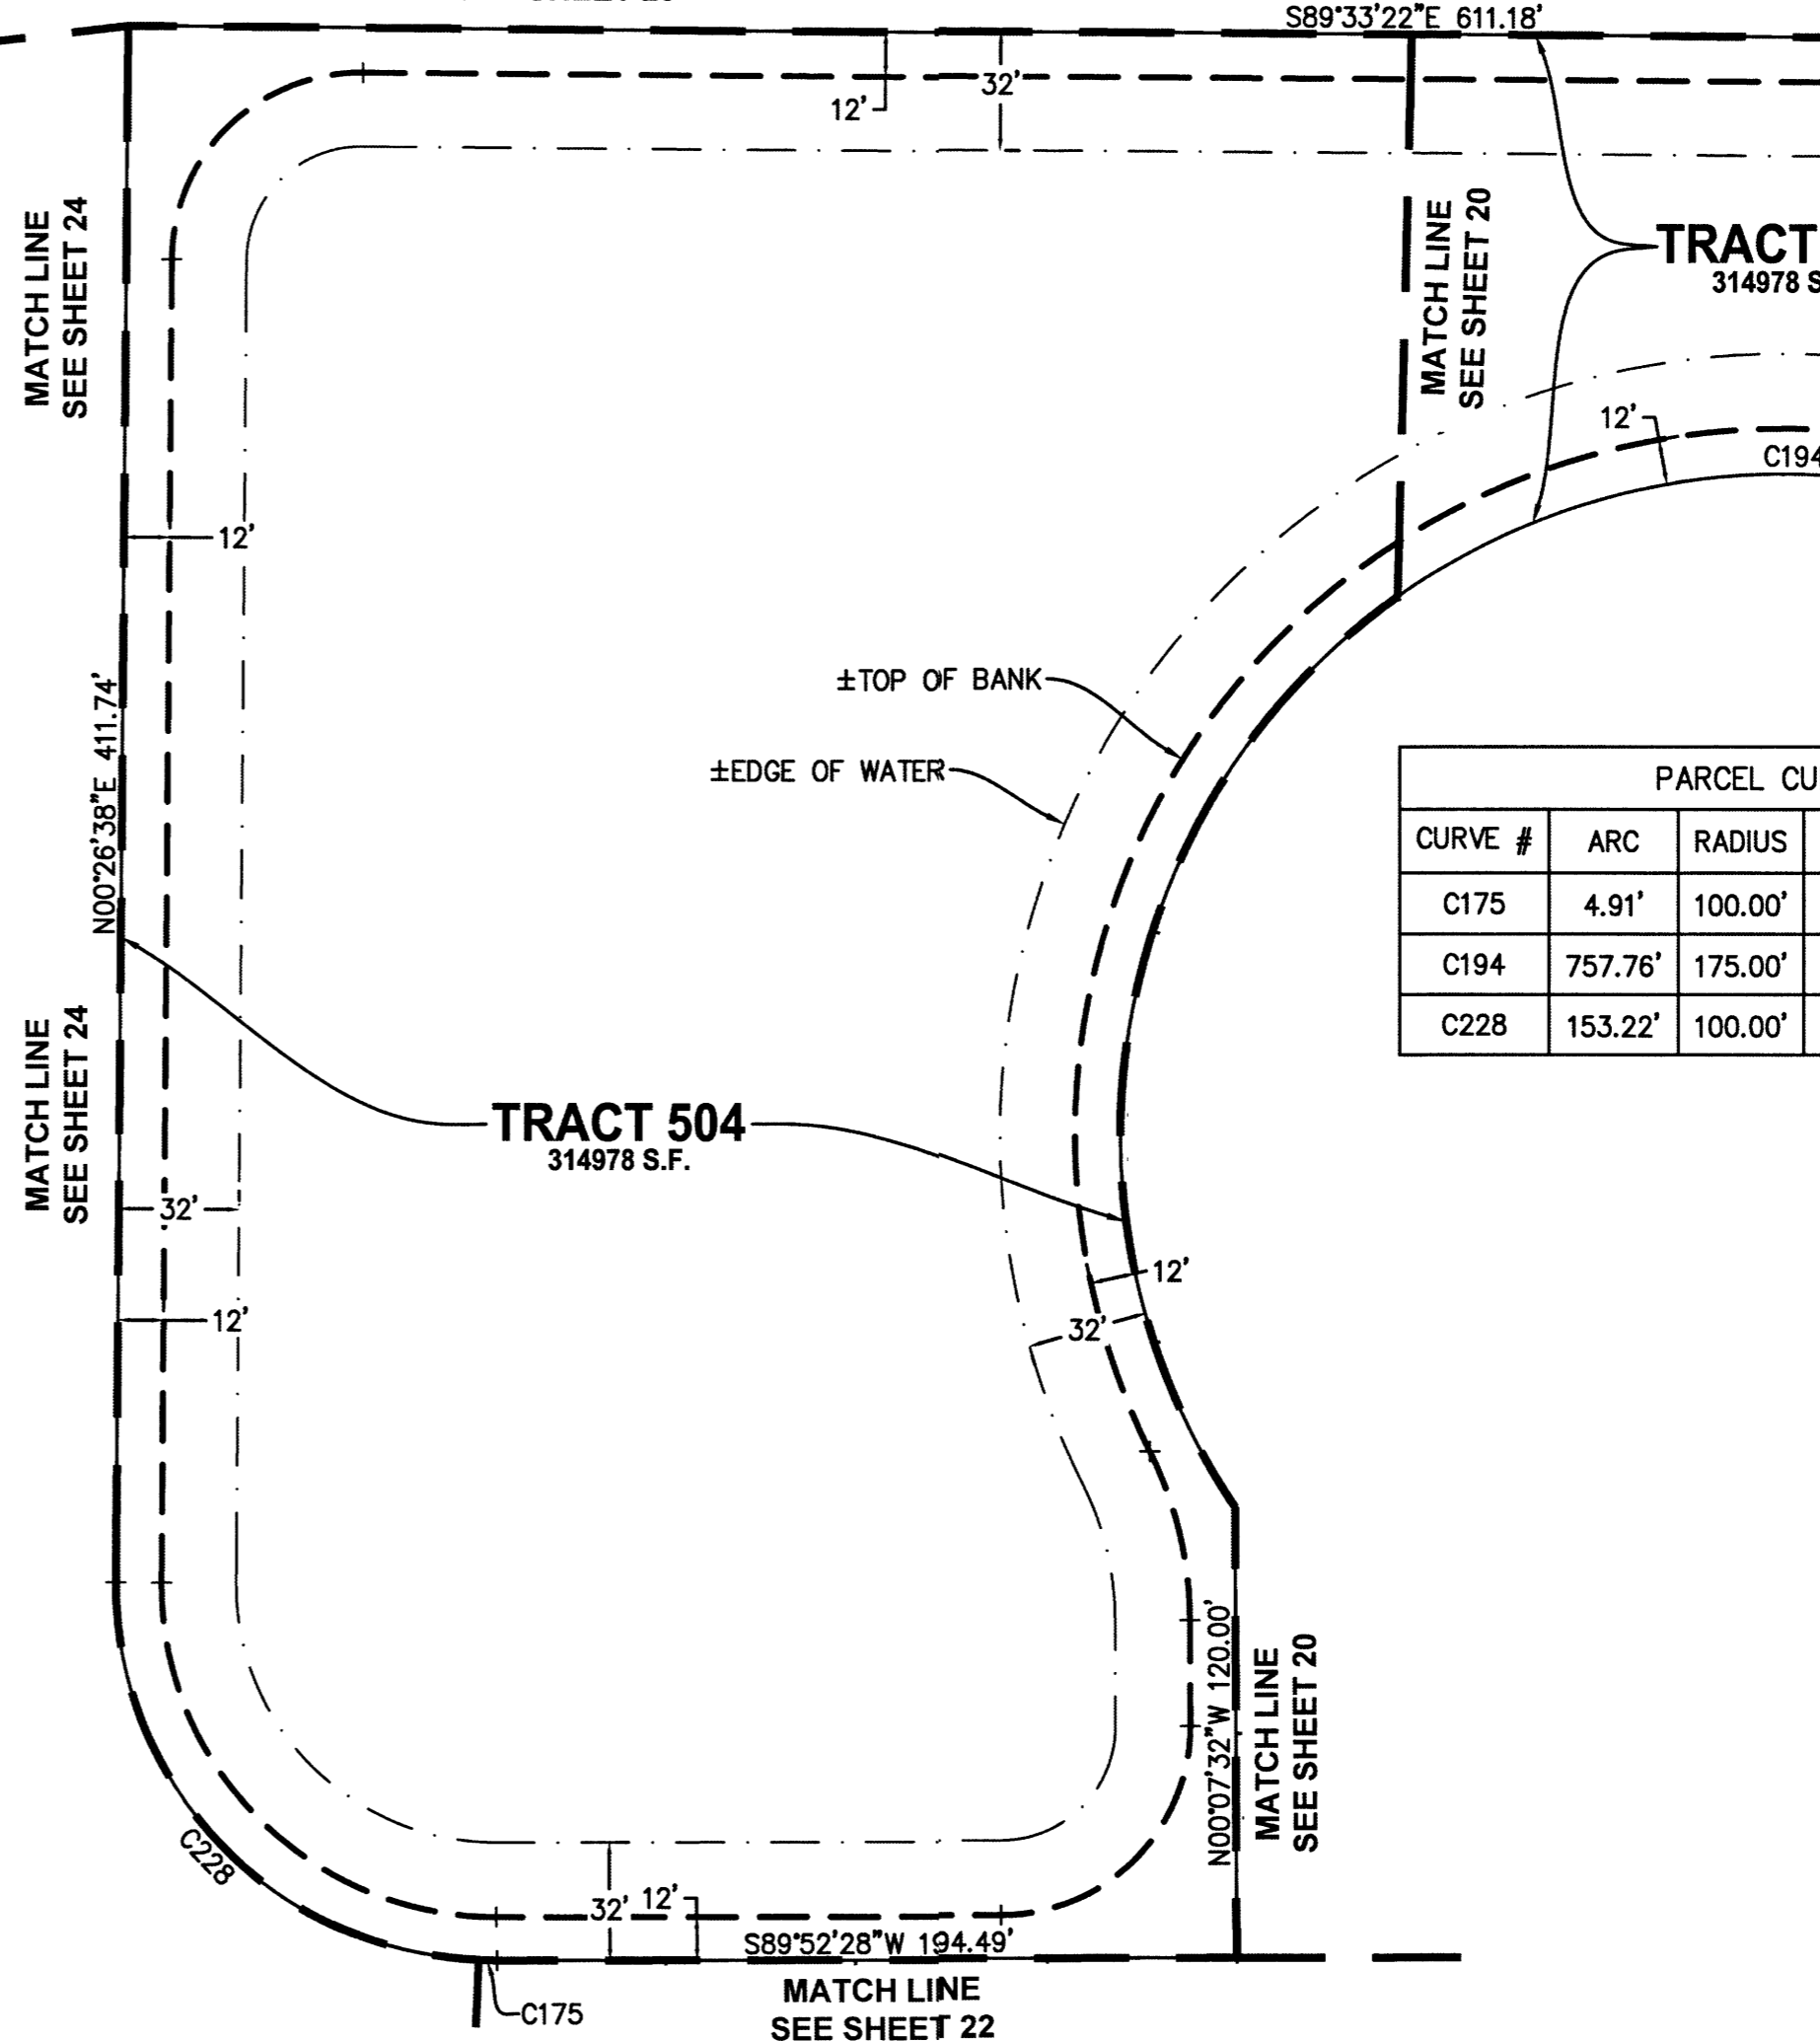 S89°33'22"E 611.18'
32'
12'
MATCH LINE
SEE SHEET 24
MATCH LINE
SEE SHEET 20
TRACT
314978 S
12'
C194
12'
±TOP OF BANK
±EDGE OF WATER
N00°26'38"E 411.74'
PARCEL CU
CURVE # ARC RADIUS
C175 4.91' 100.00'
C194 757.76' 175.00'
C228 153.22' 100.00'
MATCH LINE
SEE SHEET 24
TRACT 504
314978 S.F.
32'
12'
12'
32'
N00°07'32"W 120.00'
MATCH LINE
SEE SHEET 20
C228
32'
12'
S89°52'28"W 194.49'
C175
MATCH LINE
SEE SHEET 22